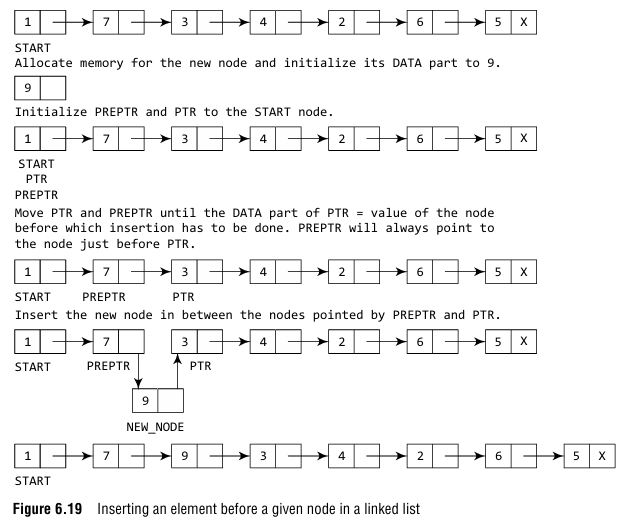 1 7 3 4 2 6 5 X
START
Allocate memory for the new node and initialize its DATA part to 9.
9
Initialize PREPTR and PTR to the START node.
1 7 3 4 2 6 5 X
START
PTR
PREPTR
Move PTR and PREPTR until the DATA part of PTR = value of the node
before which insertion has to be done. PREPTR will always point to
the node just before PTR.
1 7 3 4 2 6 5 X
START PREPTR PTR
Insert the new node in between the nodes pointed by PREPTR and PTR.
1 7 3 4 2 6 5 X
START PREPTR PTR
9
NEW_NODE
1 7 9 3 4 2 6 5 X
START
Figure 6.19 Inserting an element before a given node in a linked list